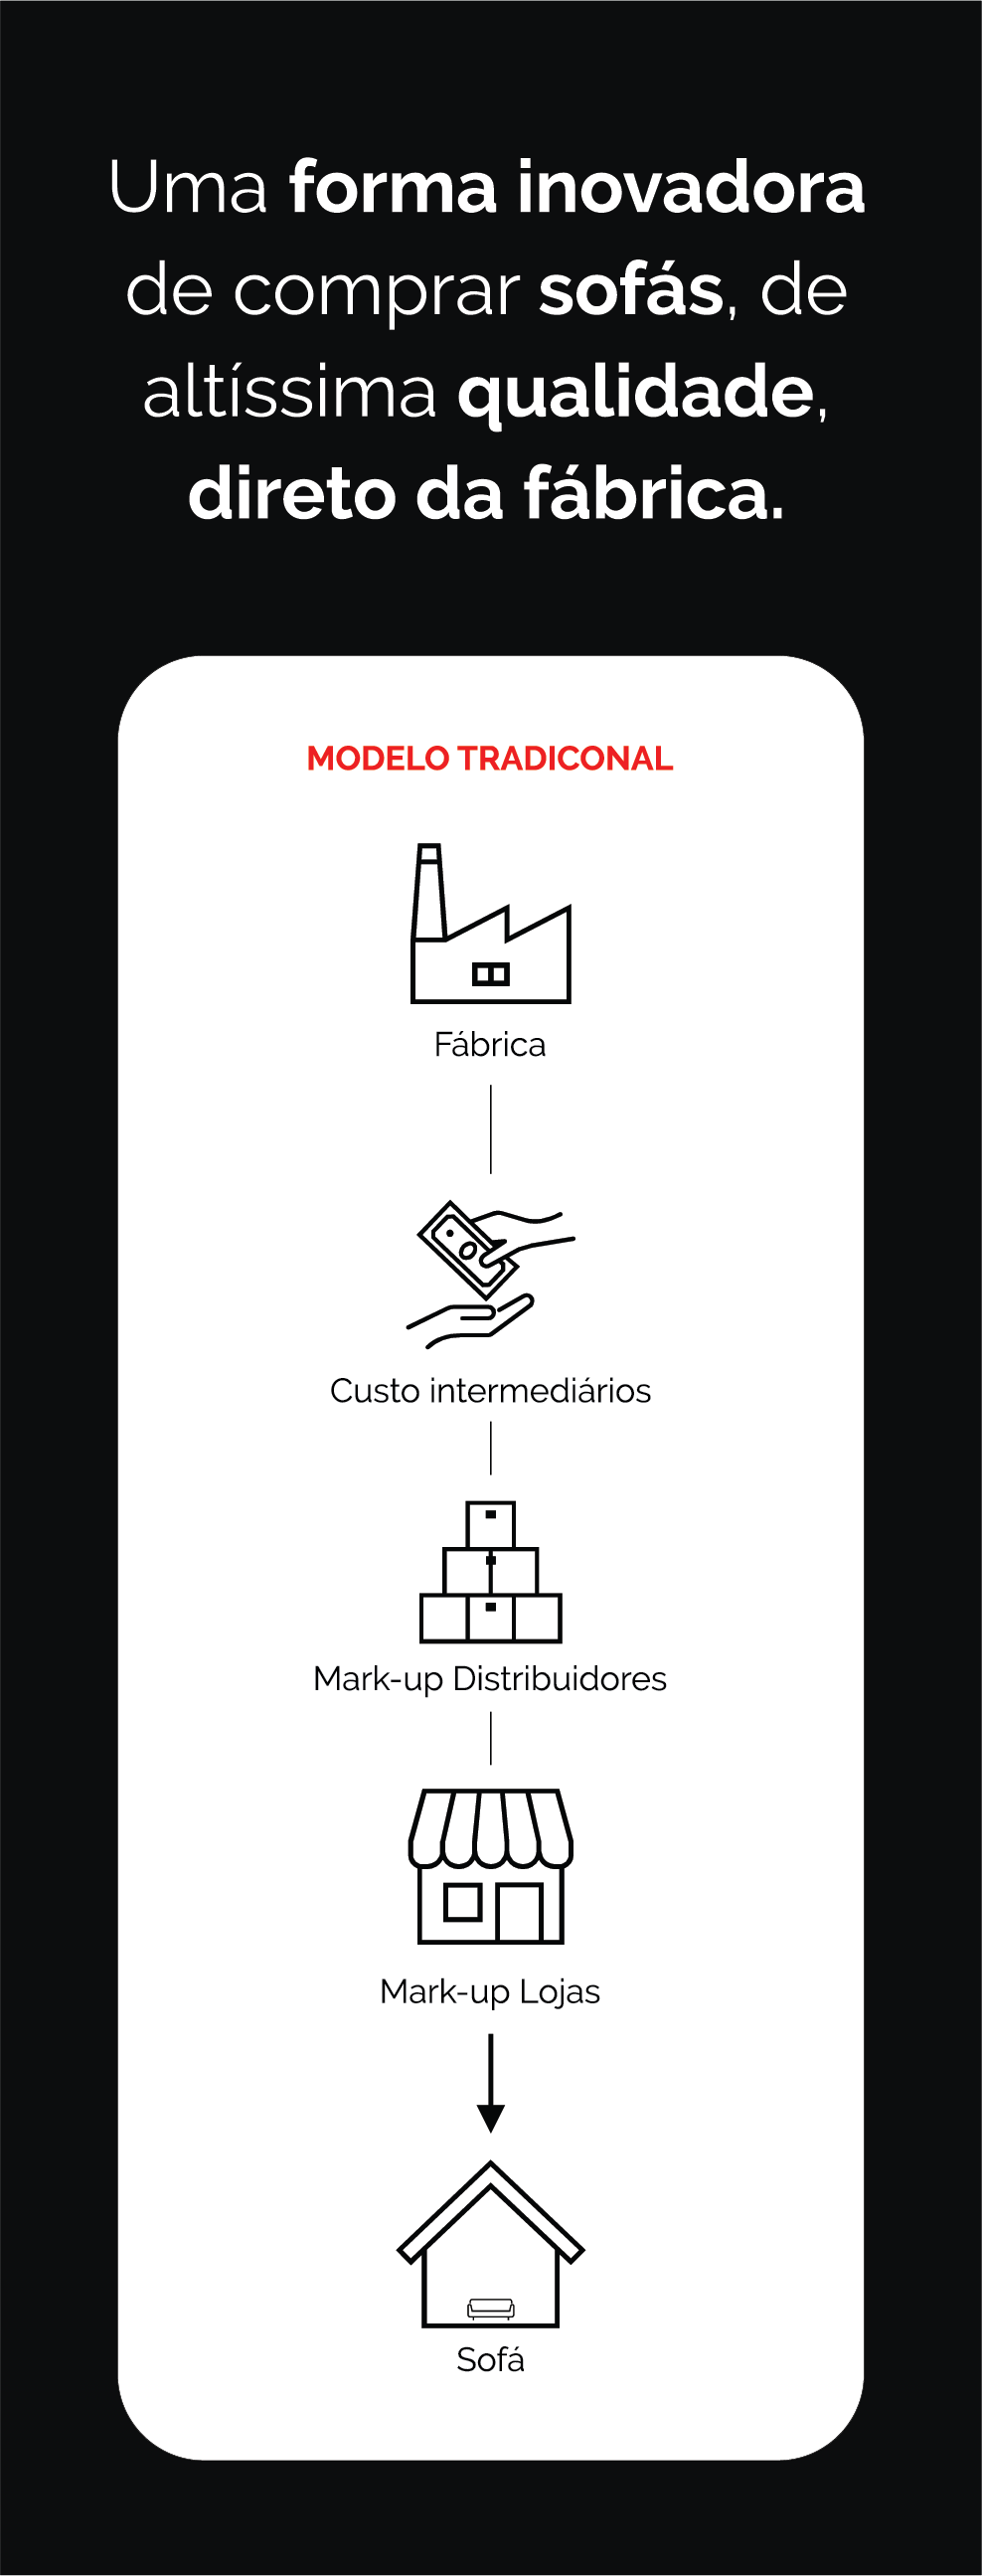 Uma forma inovadora
de comprar sofás, de
altíssima qualidade,
direto da fábrica.
MODELO TRADICONAL
Fábrica
Custo intermediários
Mark-up Distribuidores
Mark-up Lojas
Sofá